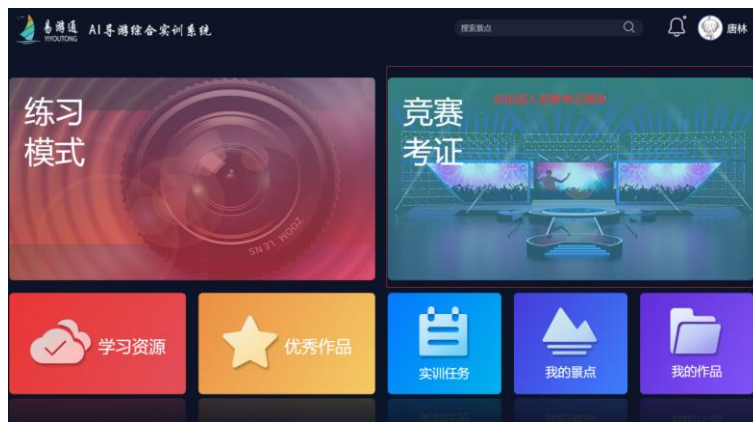 易游通
YIYOUTONG
AI导游综合实训系统
搜索景点
唐林
练习
模式
竞赛
考证
ZOOM LENS
学习资源
优秀作品
实训任务
我的景点
我的作品